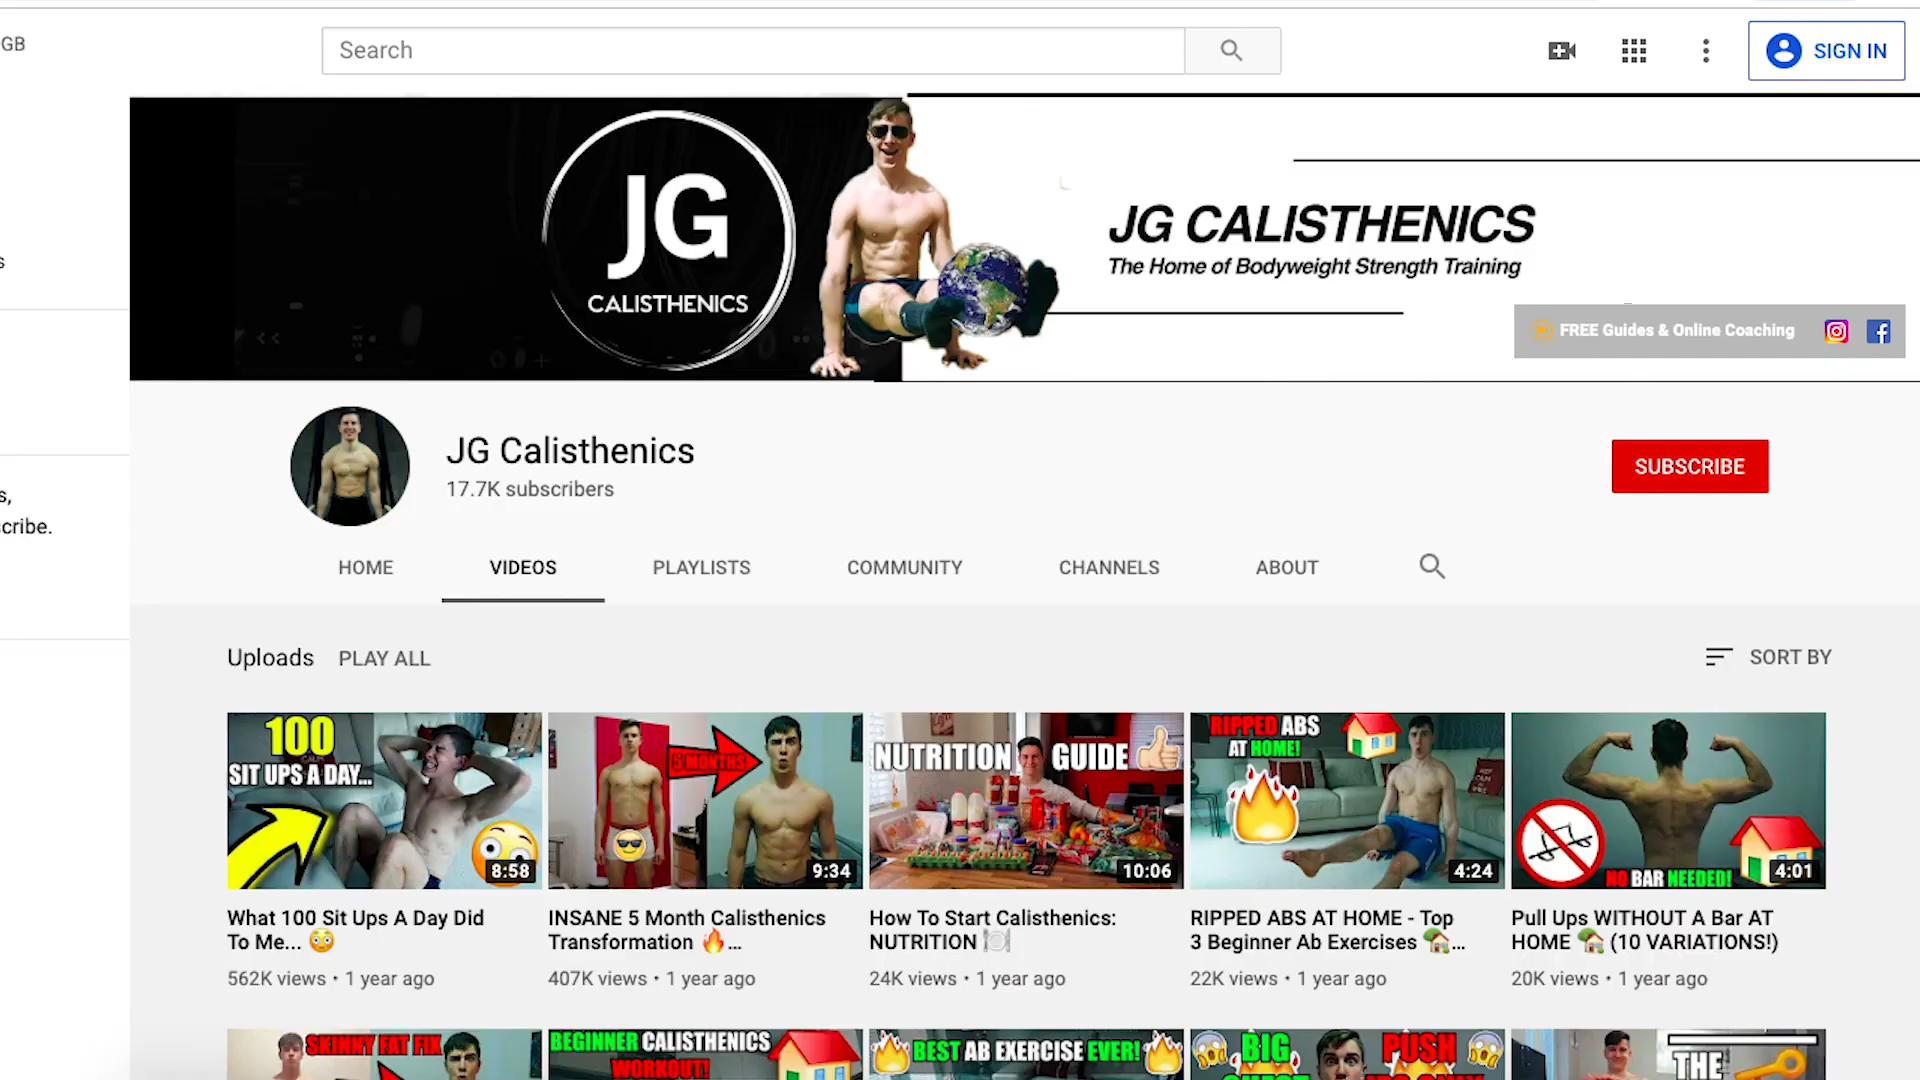 GB
Search
SIGN IN
JG
CALISTHENICS
JG CALISTHENICS
The Home of Bodyweight Strength Training
FREE Guides & Online Coaching
s
s,
cribe.
JG Calisthenics
17.7K subscribers
SUBSCRIBE
HOME
VIDEOS
PLAYLISTS
COMMUNITY
CHANNELS
ABOUT
Uploads
PLAY ALL
SORT BY
100
SIT UPS A DAY...
8:58
5 MONTHS
9:34
NUTRITION GUIDE
10:06
RIPPED ABS
AT HOME!
4:24
NO BAR NEEDED!
4:01
What 100 Sit Ups A Day Did
To Me... 😳
562K views • 1 year ago
INSANE 5 Month Calisthenics
Transformation 🔥...
407K views • 1 year ago
How To Start Calisthenics:
NUTRITION 🍽
24K views • 1 year ago
RIPPED ABS AT HOME - Top
3 Beginner Ab Exercises 🏡...
22K views • 1 year ago
Pull Ups WITHOUT A Bar AT
HOME 🏡 (10 VARIATIONS!)
20K views • 1 year ago
SKINNY FAT FIX
BEGINNER CALISTHENICS
WORKOUT!
BEST AB EXERCISE EVER!
BIG
PUSH
THE